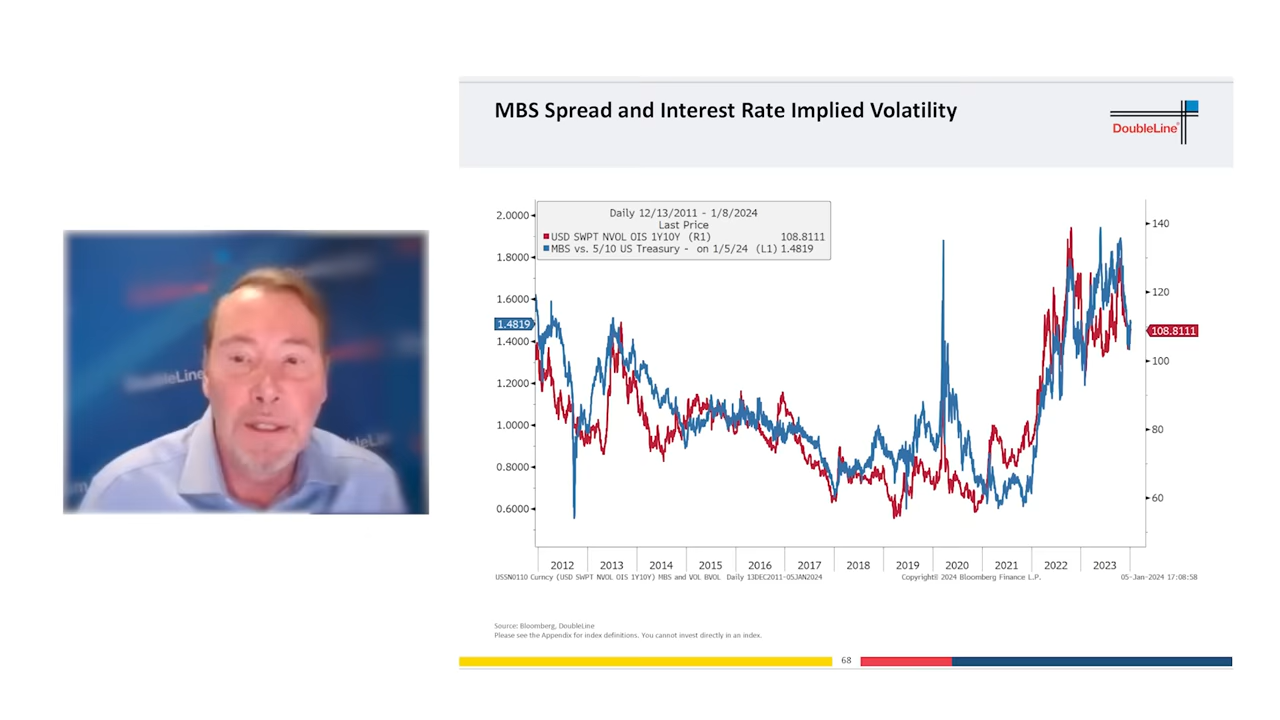 MBS Spread and Interest Rate Implied Volatility
DoubleLine®
Daily 12/13/2011 - 1/8/2024
Last Price
USD SWPT NVOL OIS 1Y10Y (R1) 108.8111
MBS vs. 5/10 US Treasury - on 1/5/24 (L1) 1.4819
2.0000
1.8000
1.6000
1.4819
1.4000
1.2000
1.0000
0.8000
0.6000
140
120
108.8111
100
80
60
2012 2013 2014 2015 2016 2017 2018 2019 2020 2021 2022 2023
USSN0110 Curncy (USD SWPT NVOL OIS 1Y10Y) MBS and VOL BVOL Daily 13DEC2011-05JAN2024 Copyright© 2024 Bloomberg Finance L.P. 05-Jan-2024 17:08:58
Source: Bloomberg, DoubleLine
Please see the Appendix for index definitions. You cannot invest directly in an index.
68
DoubleLine